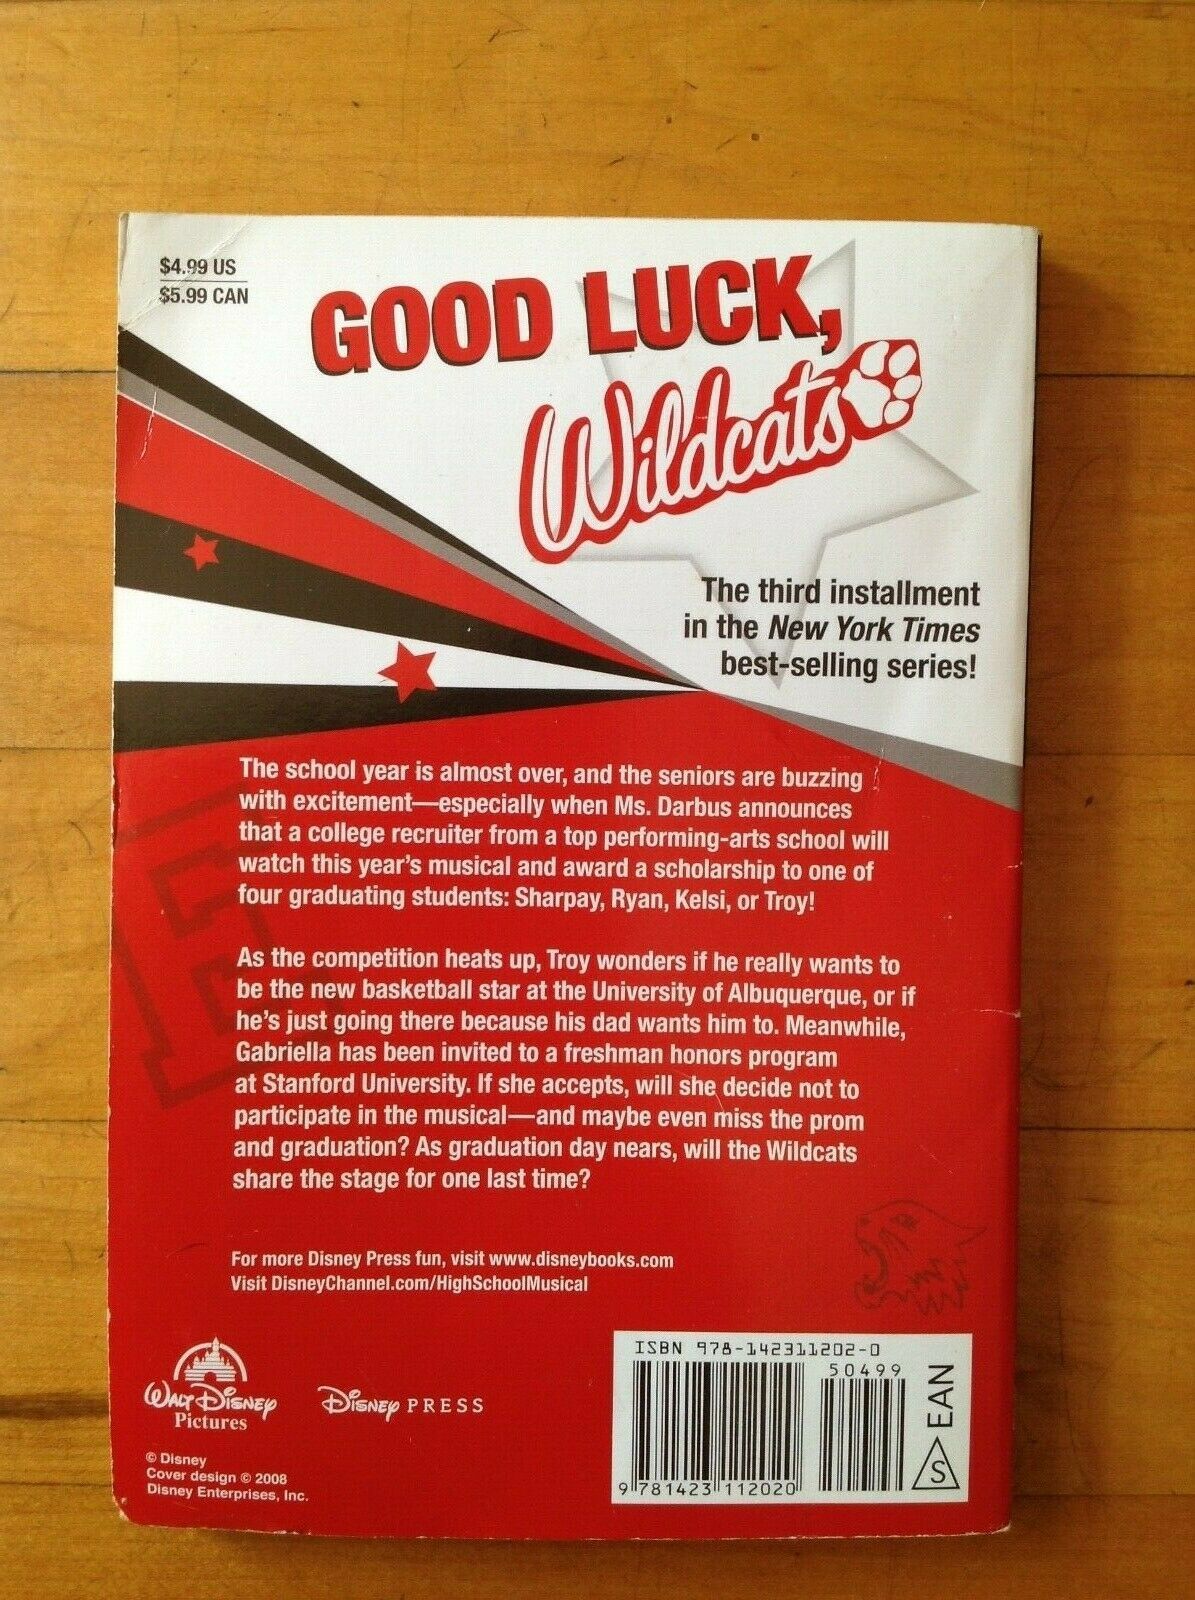 $4.99 US
$5.99 CAN
GOOD LUCK,
Wildcats
The third installment
in the New York Times
best-selling series!
The school year is almost over, and the seniors are buzzing
with excitement—especially when Ms. Darbus announces
that a college recruiter from a top performing-arts school will
watch this year's musical and award a scholarship to one of
four graduating students: Sharpay, Ryan, Kelsi, or Troy!
As the competition heats up, Troy wonders if he really wants to
be the new basketball star at the University of Albuquerque, or if
he's just going there because his dad wants him to. Meanwhile,
Gabriella has been invited to a freshman honors program
at Stanford University. If she accepts, will she decide not to
participate in the musical—and maybe even miss the prom
and graduation? As graduation day nears, will the Wildcats
share the stage for one last time?
For more Disney Press fun, visit www.disneybooks.com
Visit DisneyChannel.com/HighSchoolMusical
WALT DISNEY
Pictures
DISNEY PRESS
© Disney
Cover design © 2008
Disney Enterprises, Inc.
ISBN 978-142311202-0
50499
9 781423 112020
S EAN
E